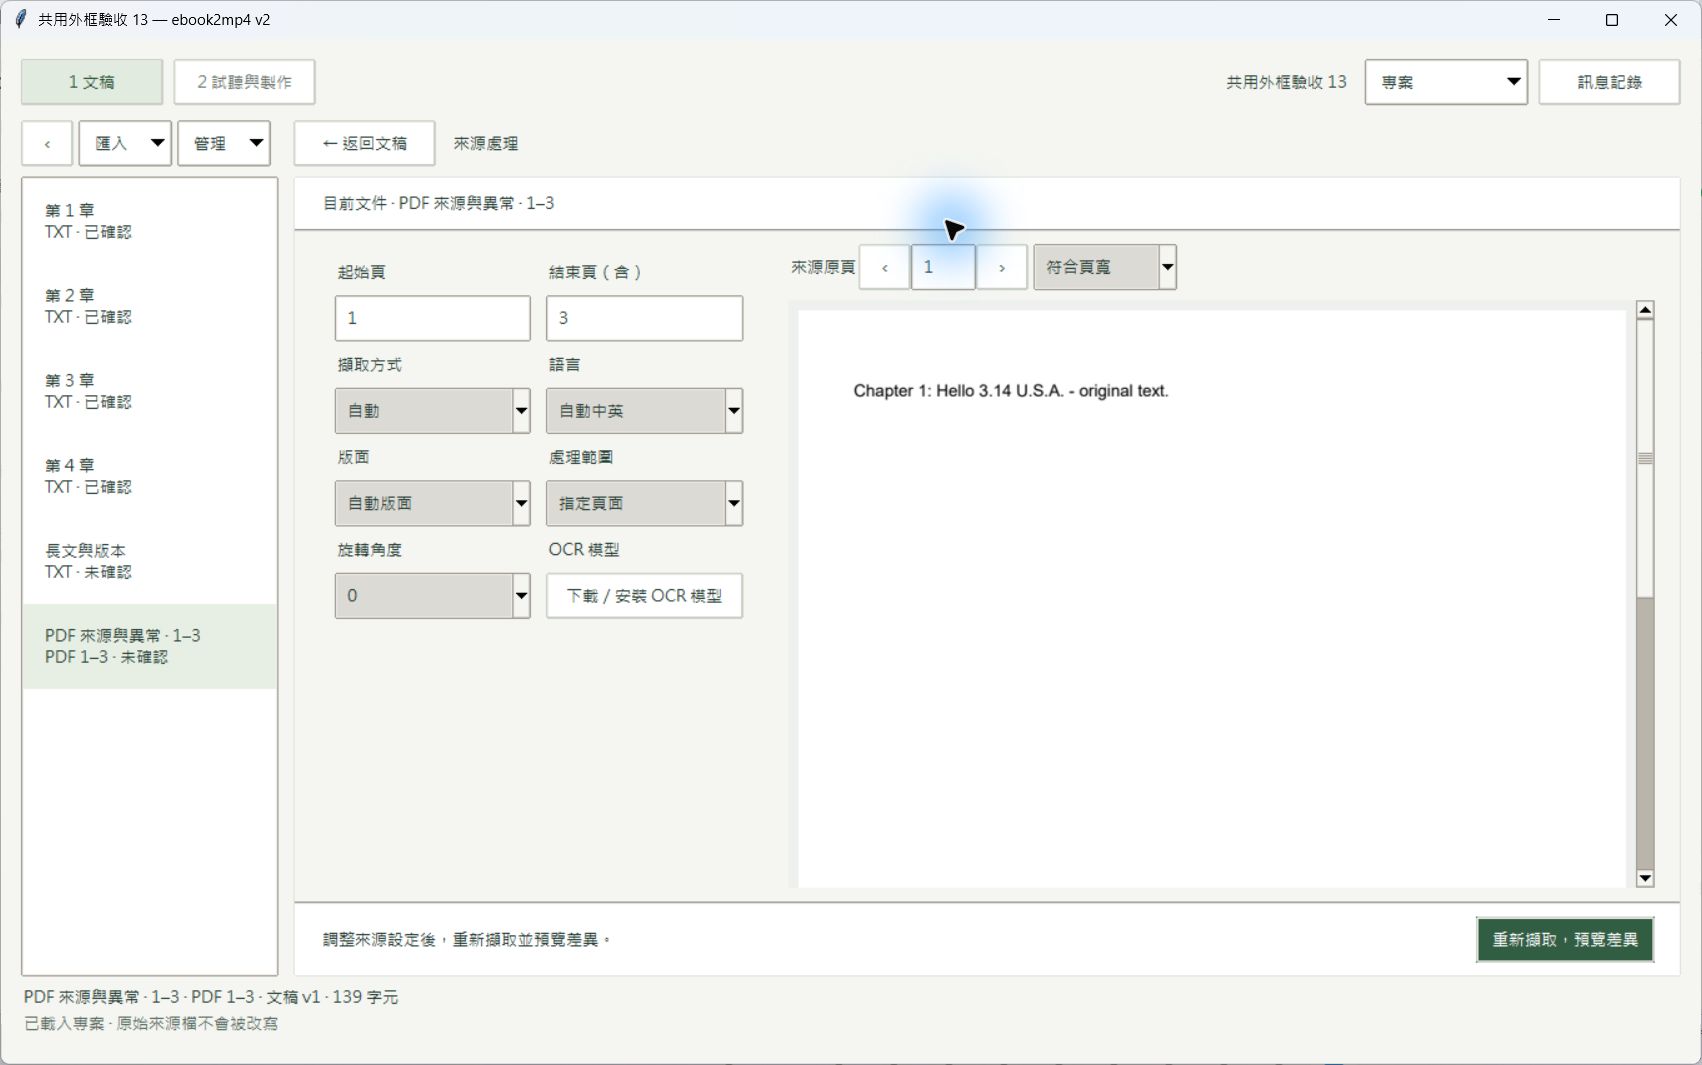 共用外框驗收 13 — ebook2mp4 v2
1 文稿
2 試聽與製作
共用外框驗收 13
專案
訊息記錄
‹
匯入
管理
← 返回文稿
來源處理
第 1 章
TXT · 已確認
第 2 章
TXT · 已確認
第 3 章
TXT · 已確認
第 4 章
TXT · 已確認
長文與版本
TXT · 未確認
PDF 來源與異常 · 1–3
PDF 1–3 · 未確認
目前文件 · PDF 來源與異常 · 1–3
起始頁
結束頁（含）
1
3
擷取方式
語言
自動
自動中英
版面
處理範圍
自動版面
指定頁面
旋轉角度
OCR 模型
0
下載 / 安裝 OCR 模型
來源原頁
‹
1
›
符合頁寬
Chapter 1: Hello 3.14 U.S.A. - original text.
調整來源設定後，重新擷取並預覽差異。
重新擷取，預覽差異
PDF 來源與異常 · 1–3 · PDF 1–3 · 文稿 v1 · 139 字元
已載入專案 · 原始來源檔不會被改寫